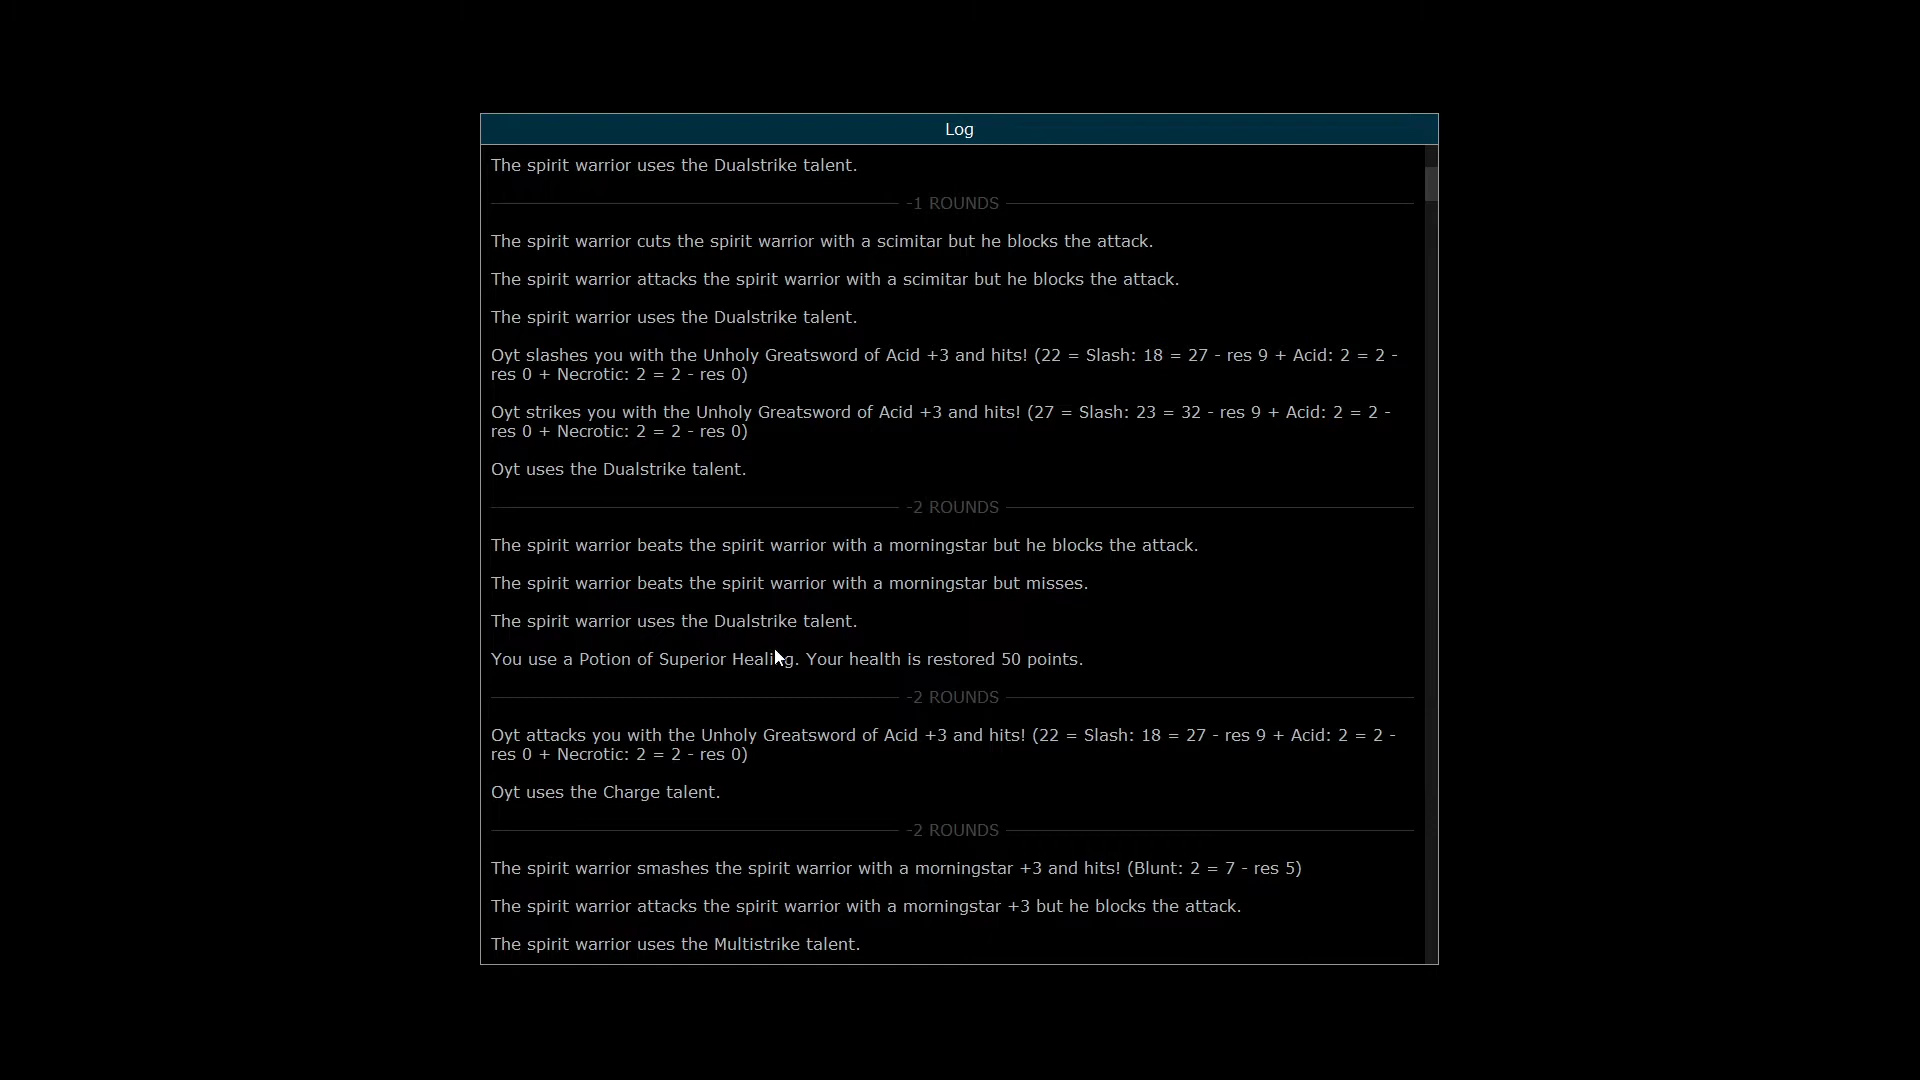 Log
The spirit warrior uses the Dualstrike talent.
-1 ROUNDS
The spirit warrior cuts the spirit warrior with a scimitar but he blocks the attack.
The spirit warrior attacks the spirit warrior with a scimitar but he blocks the attack.
The spirit warrior uses the Dualstrike talent.
Oyt slashes you with the Unholy Greatsword of Acid +3 and hits! (22 = Slash: 18 = 27 - res 9 + Acid: 2 = 2 -
res 0 + Necrotic: 2 = 2 - res 0)
Oyt strikes you with the Unholy Greatsword of Acid +3 and hits! (27 = Slash: 23 = 32 - res 9 + Acid: 2 = 2 -
res 0 + Necrotic: 2 = 2 - res 0)
Oyt uses the Dualstrike talent.
-2 ROUNDS
The spirit warrior beats the spirit warrior with a morningstar but he blocks the attack.
The spirit warrior beats the spirit warrior with a morningstar but misses.
The spirit warrior uses the Dualstrike talent.
You use a Potion of Superior Healing. Your health is restored 50 points.
-2 ROUNDS
Oyt attacks you with the Unholy Greatsword of Acid +3 and hits! (22 = Slash: 18 = 27 - res 9 + Acid: 2 = 2 -
res 0 + Necrotic: 2 = 2 - res 0)
Oyt uses the Charge talent.
-2 ROUNDS
The spirit warrior smashes the spirit warrior with a morningstar +3 and hits! (Blunt: 2 = 7 - res 5)
The spirit warrior attacks the spirit warrior with a morningstar +3 but he blocks the attack.
The spirit warrior uses the Multistrike talent.